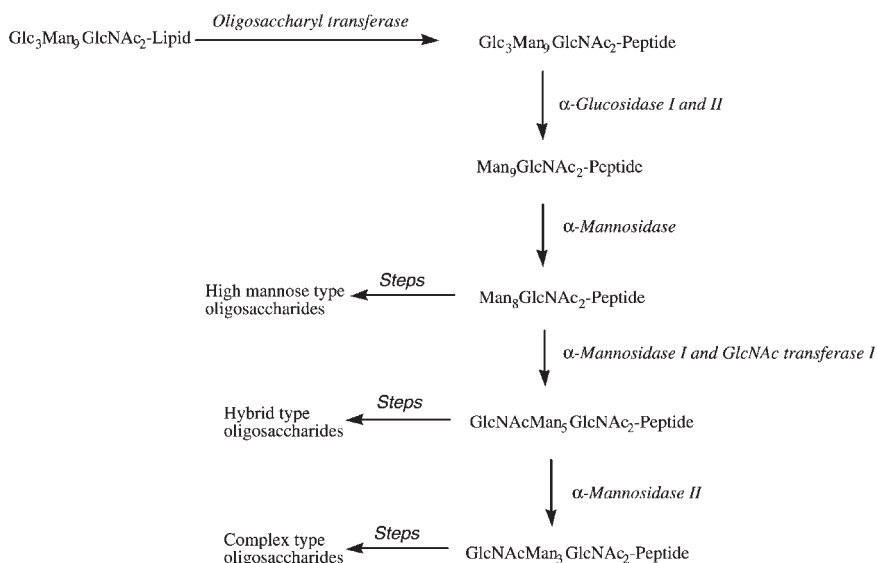 Oligosaccharyl transferase
Glc₃Man₉GlcNAc₂-Lipid
Glc₃Man₉GlcNAc₂-Peptide
α-Glucosidase I and II
Man₉GlcNAc₂-Peptide
α-Mannosidase
Steps
High mannose type
oligosaccharides
Man₈GlcNAc₂-Peptide
α-Mannosidase I and GlcNAc transferase I
Steps
Hybrid type
oligosaccharides
GlcNAcMan₅GlcNAc₂-Peptide
α-Mannosidase II
Steps
Complex type
oligosaccharides
GlcNAcMan₃GlcNAc₂-Peptide